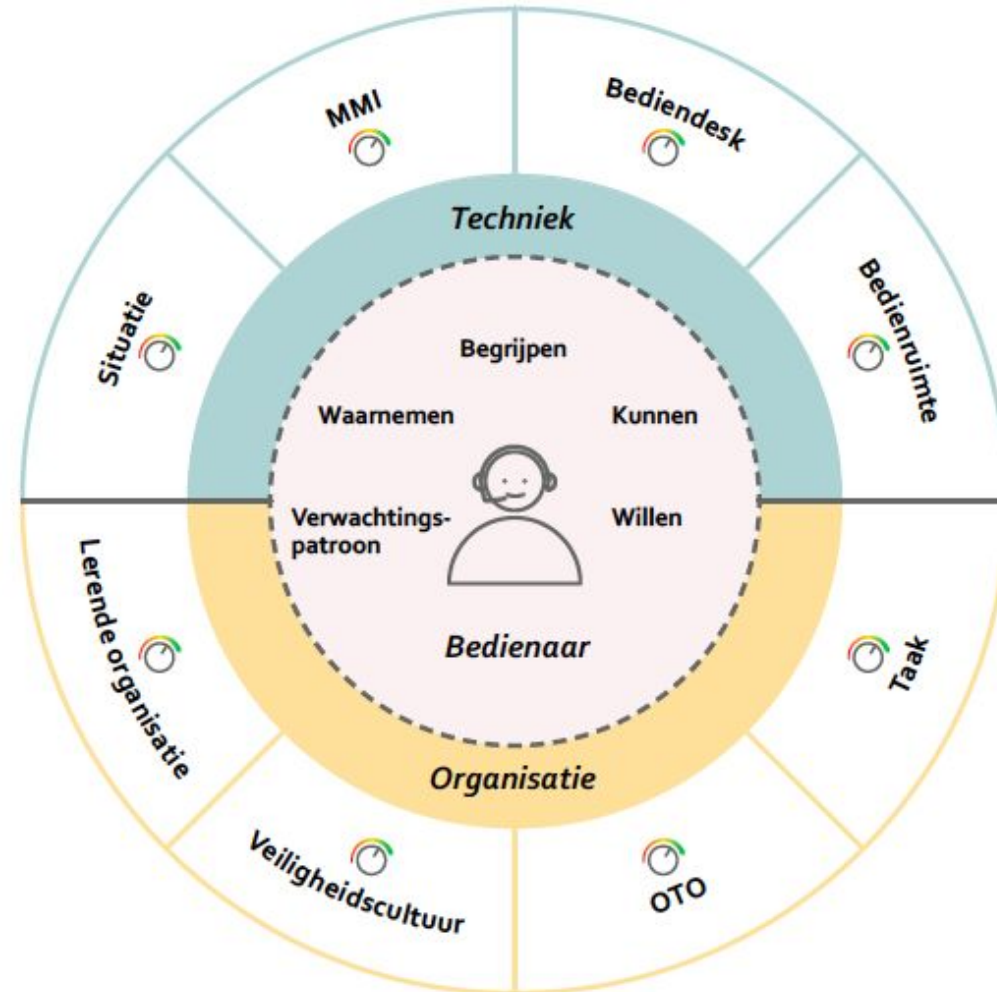 MMI
Bediendesk
Techniek
Situatie
Bedienruimte
Begrijpen
Waarnemen
Kunnen
Verwachtings-
patroon
Willen
Bedienaar
Lerende organisatie
Taak
Organisatie
Veiligheidscultuur
OTO